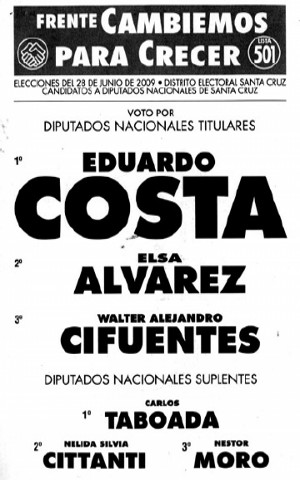 FRENTE CAMBIEMOS
PARA CRECER
LISTA
501
ELECCIONES DEL 28 DE JUNIO DE 2009 • DISTRITO ELECTORAL SANTA CRUZ
CANDIDATOS A DIPUTADOS NACIONALES DE SANTA CRUZ
VOTO POR
DIPUTADOS NACIONALES TITULARES
1º EDUARDO
COSTA
2º ELSA
ALVAREZ
3º WALTER ALEJANDRO
CIFUENTES
DIPUTADOS NACIONALES SUPLENTES
CARLOS
1º TABOADA
2º NELIDA SILVIA
CITTANTI
3º NESTOR
MORO